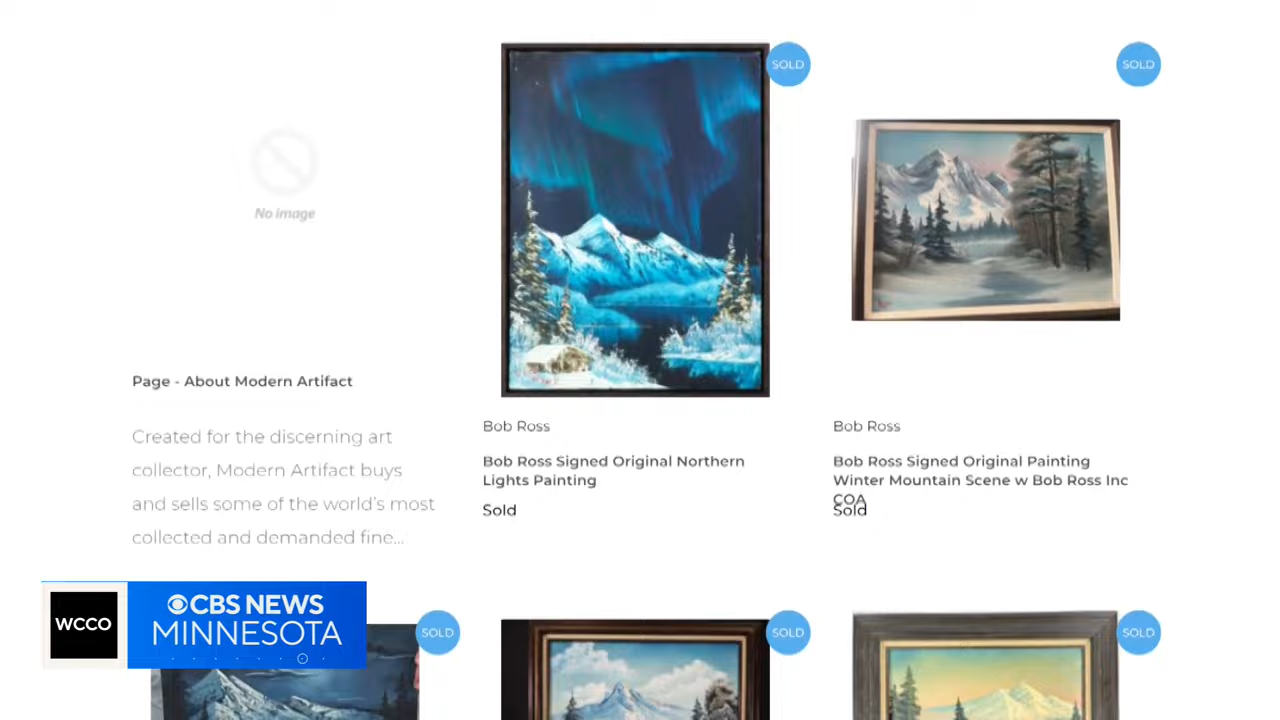 SOLD
SOLD
No image
Page - About Modern Artifact
Created for the discerning art
collector, Modern Artifact buys
and sells some of the world's most
collected and demanded fine...
Bob Ross
Bob Ross Signed Original Northern
Lights Painting
Sold
Bob Ross
Bob Ross Signed Original Painting
Winter Mountain Scene w Bob Ross Inc
COA
Sold
WCCO
CBS NEWS
MINNESOTA
SOLD
SOLD
SOLD